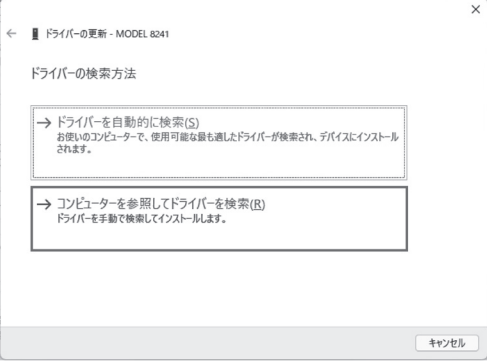 ドライバーの更新 - MODEL 8241
ドライバーの検索方法
→ ドライバーを自動的に検索(S)
お使いのコンピューターで、使用可能な最も適したドライバーが検索され、デバイスにインストール
されます。
→ コンピューターを参照してドライバーを検索(R)
ドライバーを手動で検索してインストールします。
キャンセル